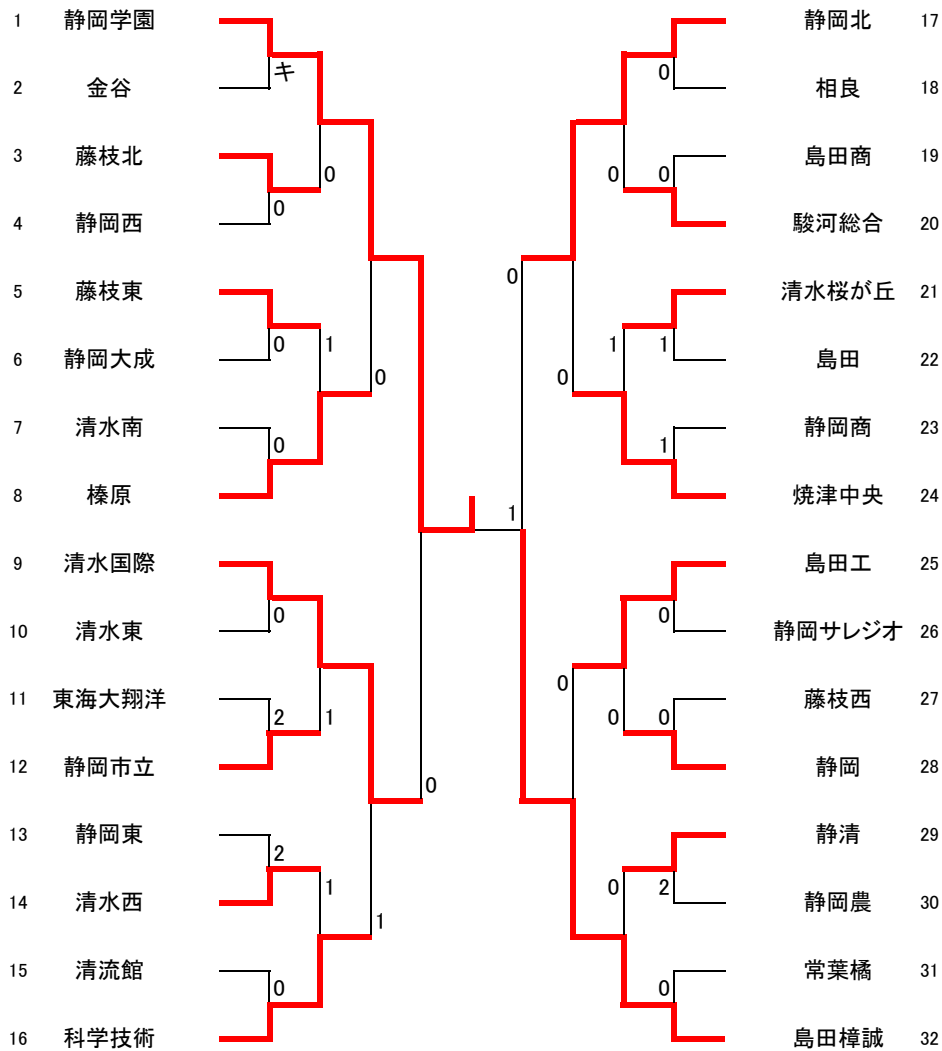 1 静岡学園 静岡北 17
キ 0
2 金谷 相良 18
3 藤枝北 島田商 19
0 0 0
0
4 静岡西 駿河総合 20
0
5 藤枝東 清水桜が丘 21
0 1 1 1
6 静岡大成 島田 22
0 0
7 清水南 静岡商 23
0 1
8 榛原 焼津中央 24
1
9 清水国際 島田工 25
0 0
10 清水東 静岡サレジオ 26
0
11 東海大翔洋 藤枝西 27
2 1 0 0
12 静岡市立 静岡 28
0
13 静岡東 静清 29
2
1 0 2
14 清水西 静岡農 30
1
15 清流館 常葉橘 31
0 0
16 科学技術 島田樟誠 32